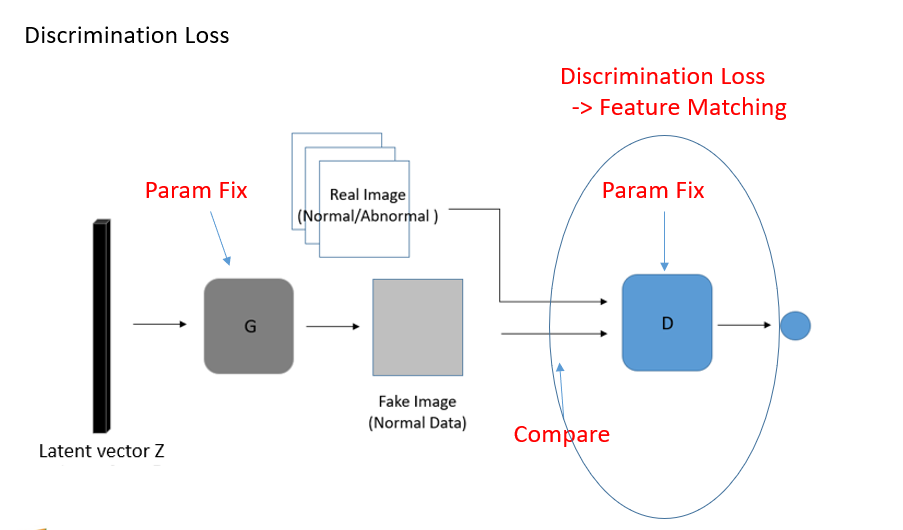 Discrimination Loss
Discrimination Loss
-> Feature Matching
Param Fix
Real Image
(Normal/Abnormal )
Param Fix
G
D
Fake Image
(Normal Data)
Compare
Latent vector Z